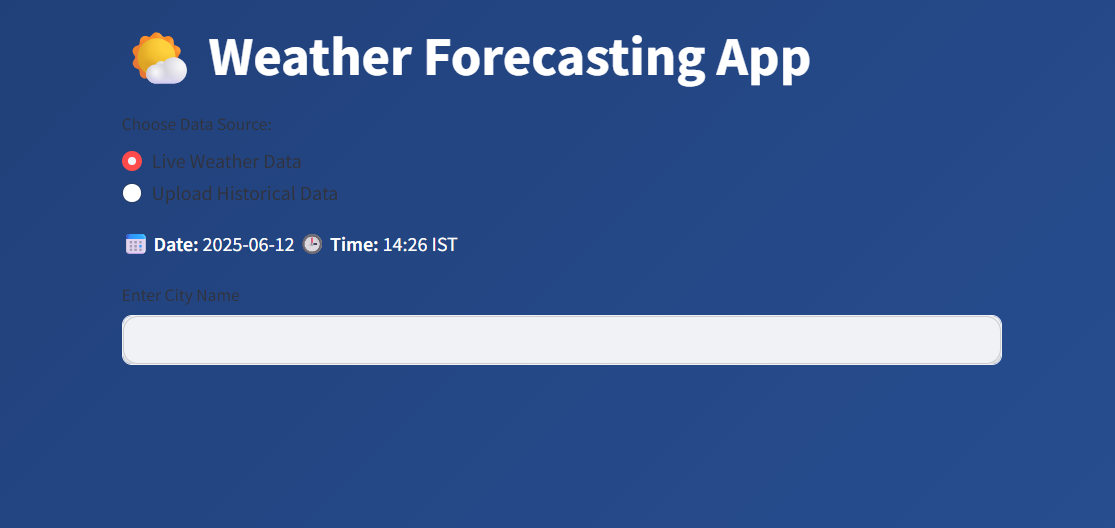 Weather Forecasting App
Choose Data Source:
Live Weather Data
Upload Historical Data
Date: 2025-06-12 Time: 14:26 IST
Enter City Name